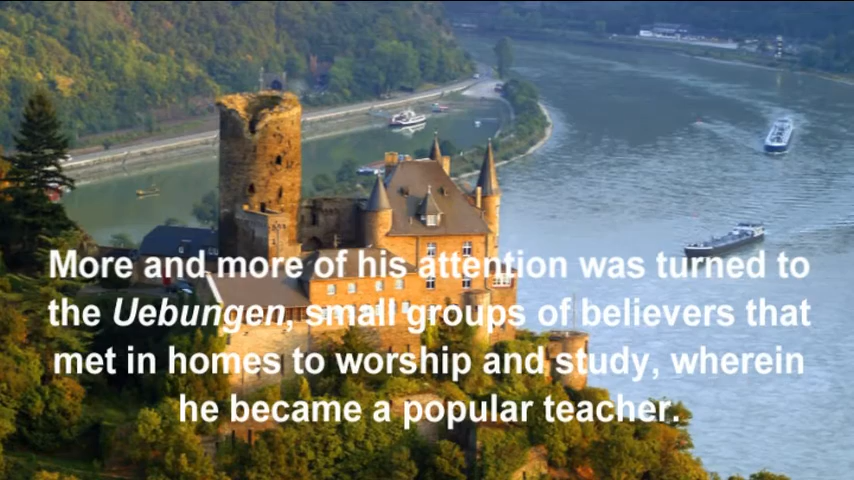 More and more of his attention was turned to
the Uebungen, small groups of believers that
met in homes to worship and study, wherein
he became a popular teacher.